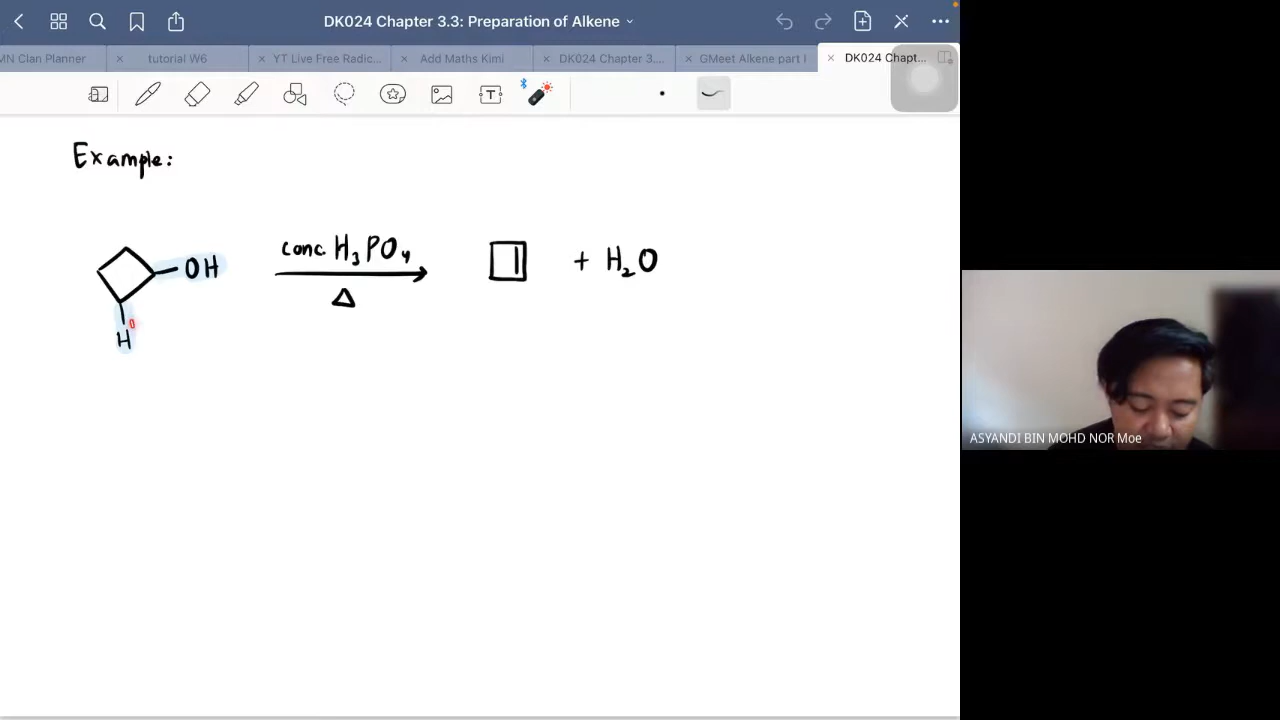 DK024 Chapter 3.3: Preparation of Alkene
MN Clan Planner
tutorial W6
YT Live Free Radic...
Add Maths Kimi
DK024 Chapter 3....
GMeet Alkene part I
DK024 Chapt...
T
Example:
OH
H
conc. H₃PO₄
Δ
+ H₂O
ASYANDI BIN MOHD NOR Moe